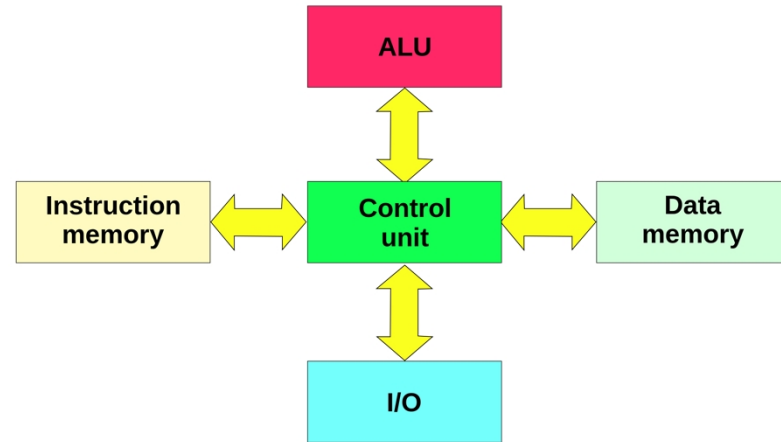 ALU
Instruction
memory
Control
unit
Data
memory
I/O